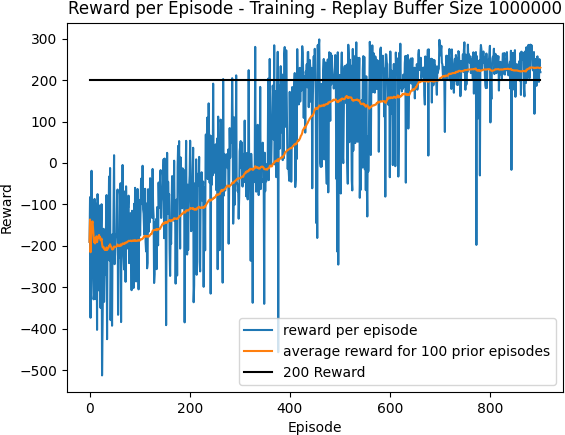 Reward per Episode - Training - Replay Buffer Size 1000000
300
200
100
0
−100
−200
−300
−400
−500
Reward
0
200
400
600
800
Episode
reward per episode
average reward for 100 prior episodes
200 Reward